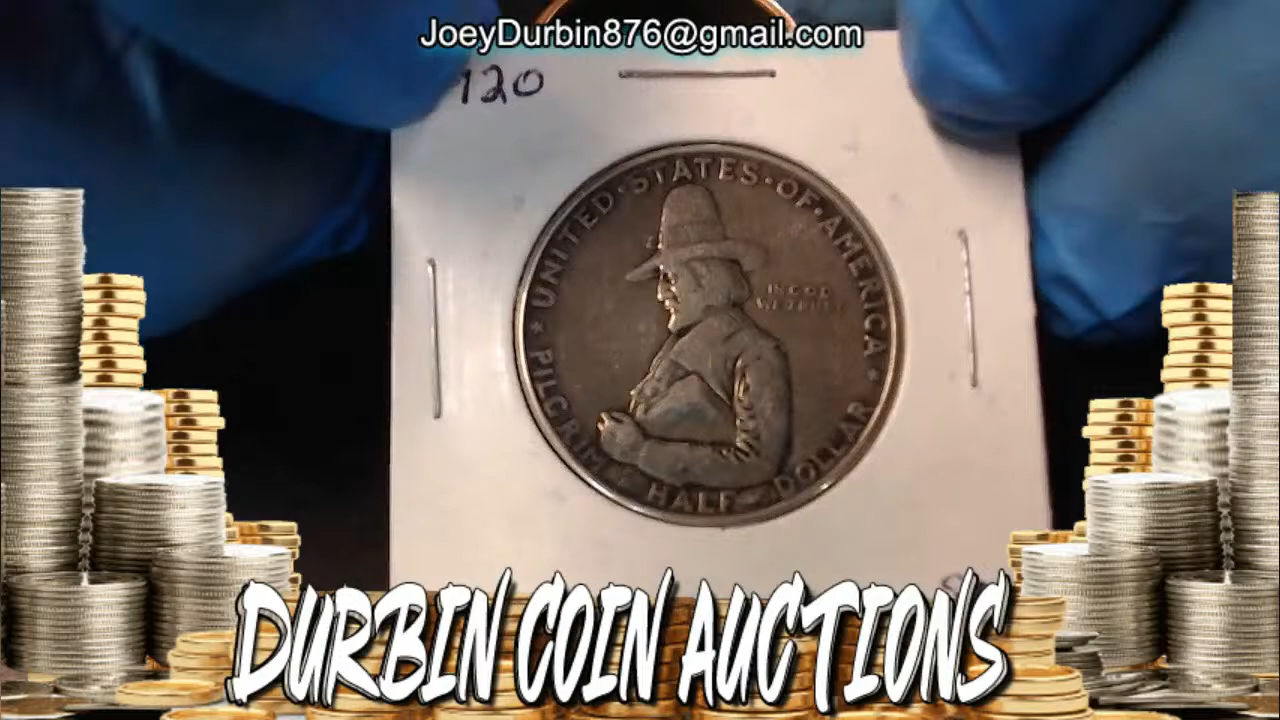 JoeyDurbin876@gmail.com
120
UNITED·STATES·OF·AMERICA
IN GOD
WE TRUST
PILGRIM
HALF DOLLAR
DURBIN COIN AUCTIONS